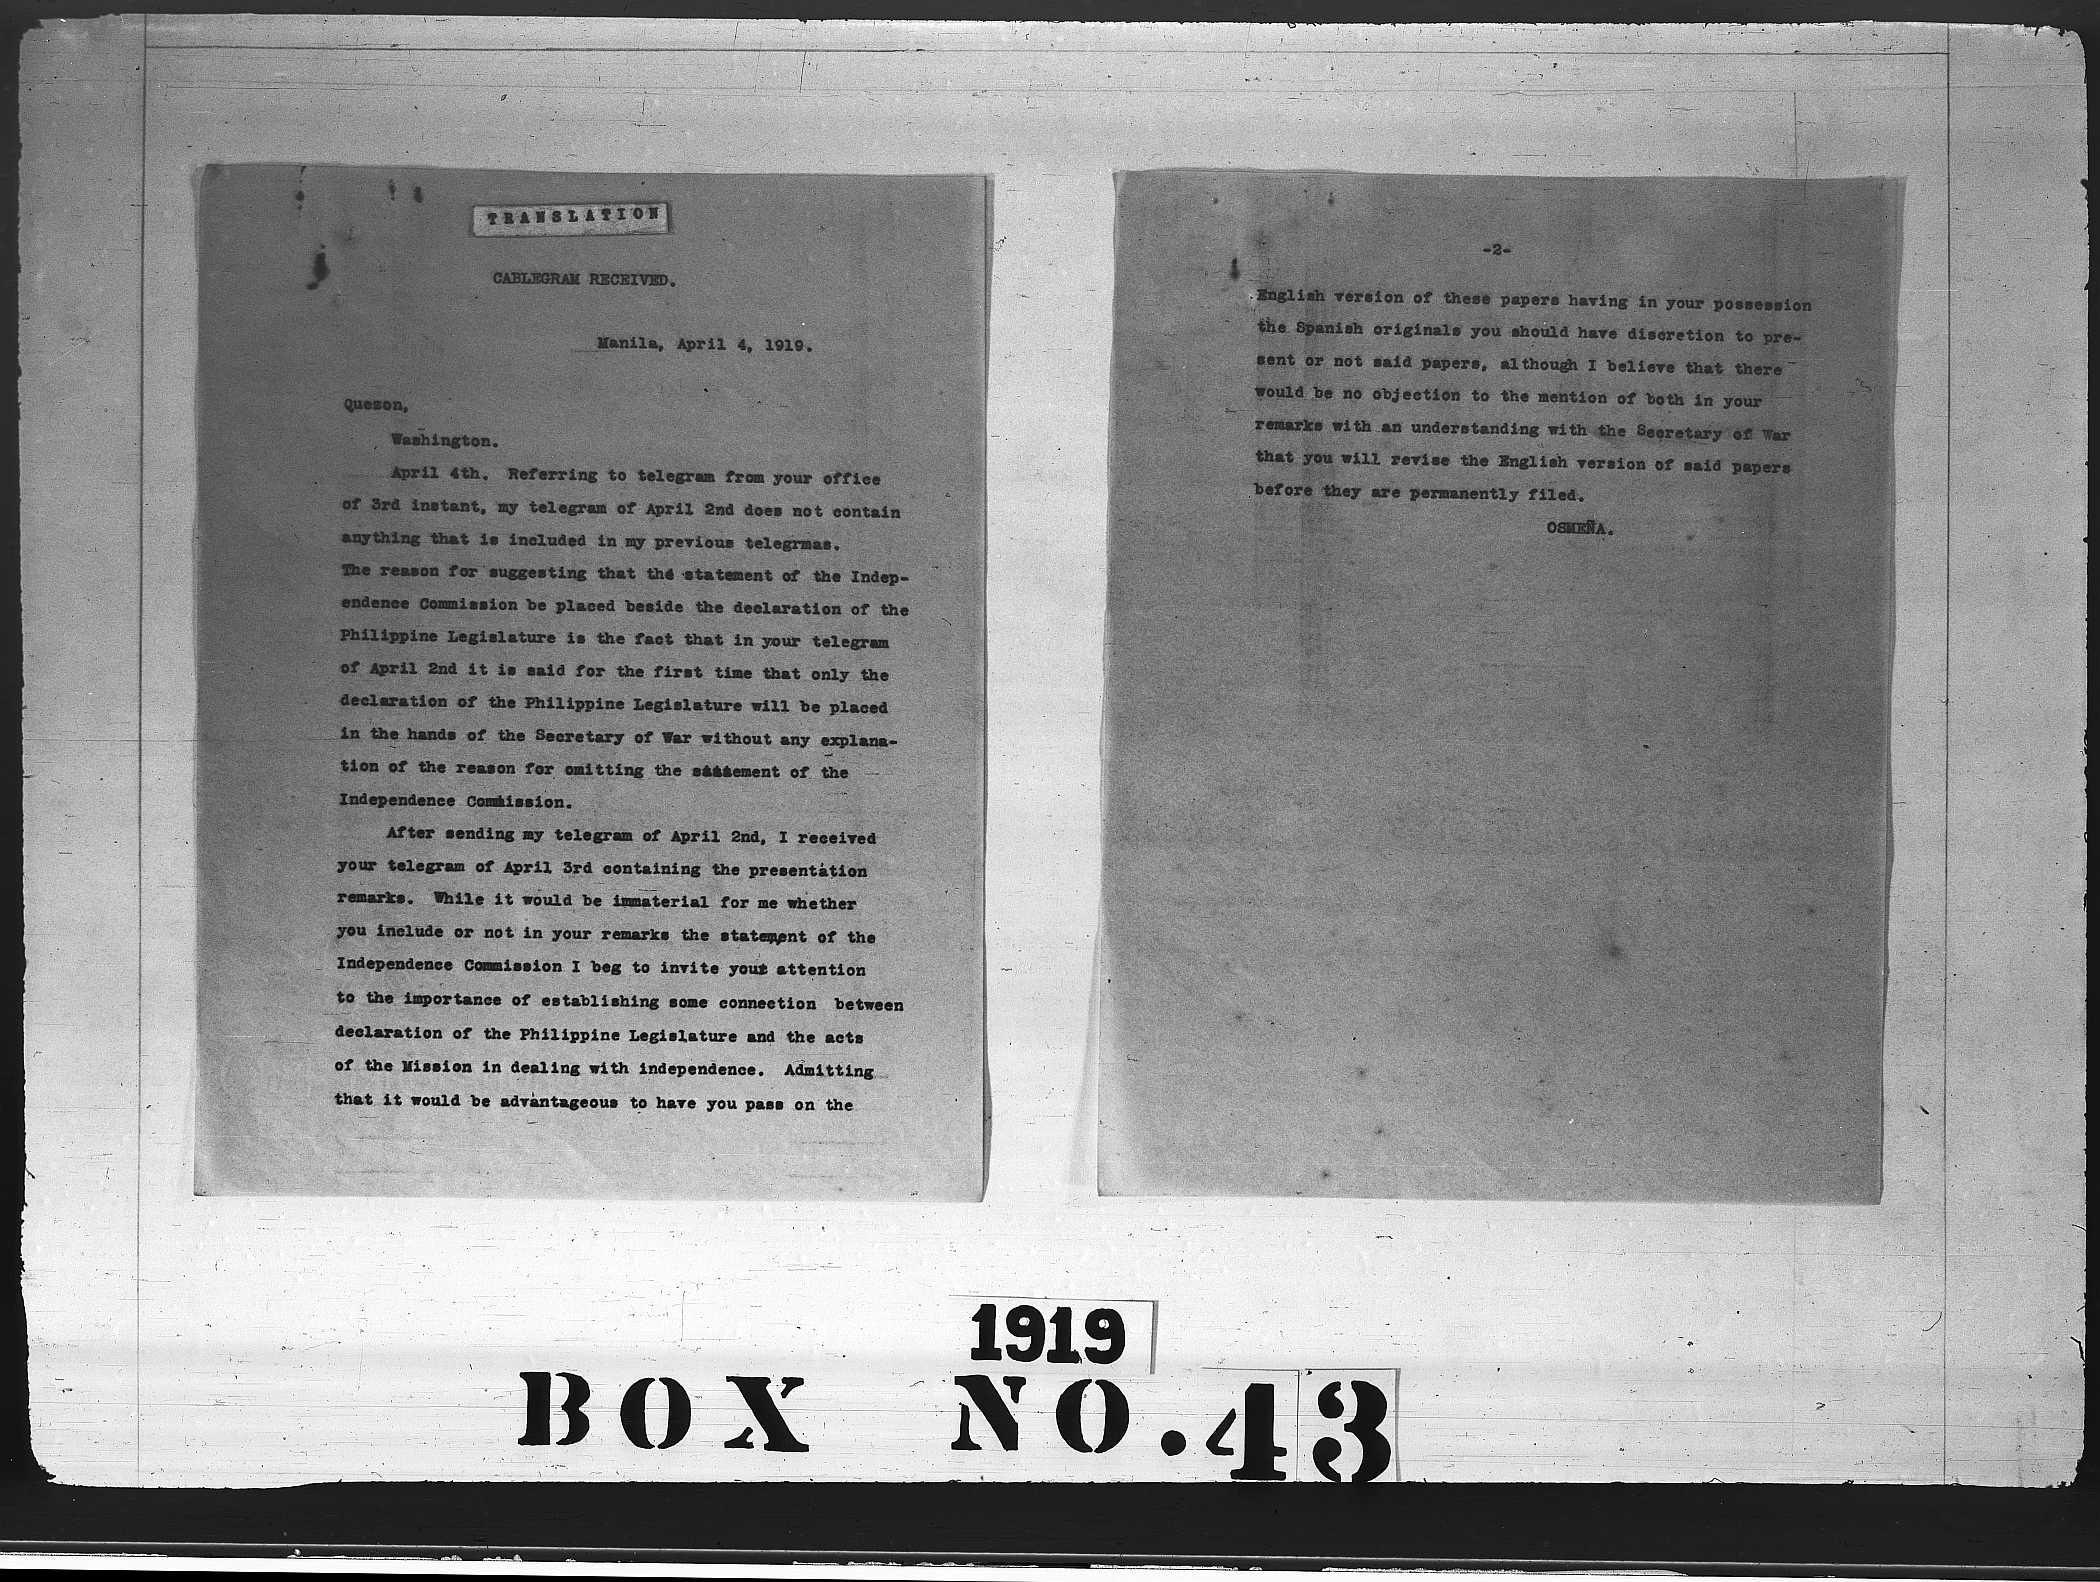 TRANSLATION
CABLEGRAM RECEIVED.
Manila, April 4, 1919.
Quezon,
Washington.
April 4th. Referring to telegram from your office
of 3rd instant, my telegram of April 2nd does not contain
anything that is included in my previous telegrmas.
The reason for suggesting that the statement of the Indep-
endence Commission be placed beside the declaration of the
Philippine Legislature is the fact that in your telegram
of April 2nd it is said for the first time that only the
declaration of the Philippine Legislature will be placed
in the hands of the Secretary of War without any explana-
tion of the reason for omitting the statement of the
Independence Commission.
After sending my telegram of April 2nd, I received
your telegram of April 3rd containing the presentation
remarks. While it would be immaterial for me whether
you include or not in your remarks the statement of the
Independence Commission I beg to invite your attention
to the importance of establishing some connection between
declaration of the Philippine Legislature and the acts
of the Mission in dealing with independence. Admitting
that it would be advantageous to have you pass on the
-2-
English version of these papers having in your possession
the Spanish originals you should have discretion to pre-
sent or not said papers, although I believe that there
would be no objection to the mention of both in your
remarks with an understanding with the Secretary of War
that you will revise the English version of said papers
before they are permanently filed.
OSMEÑA.
1919
BOX NO.43